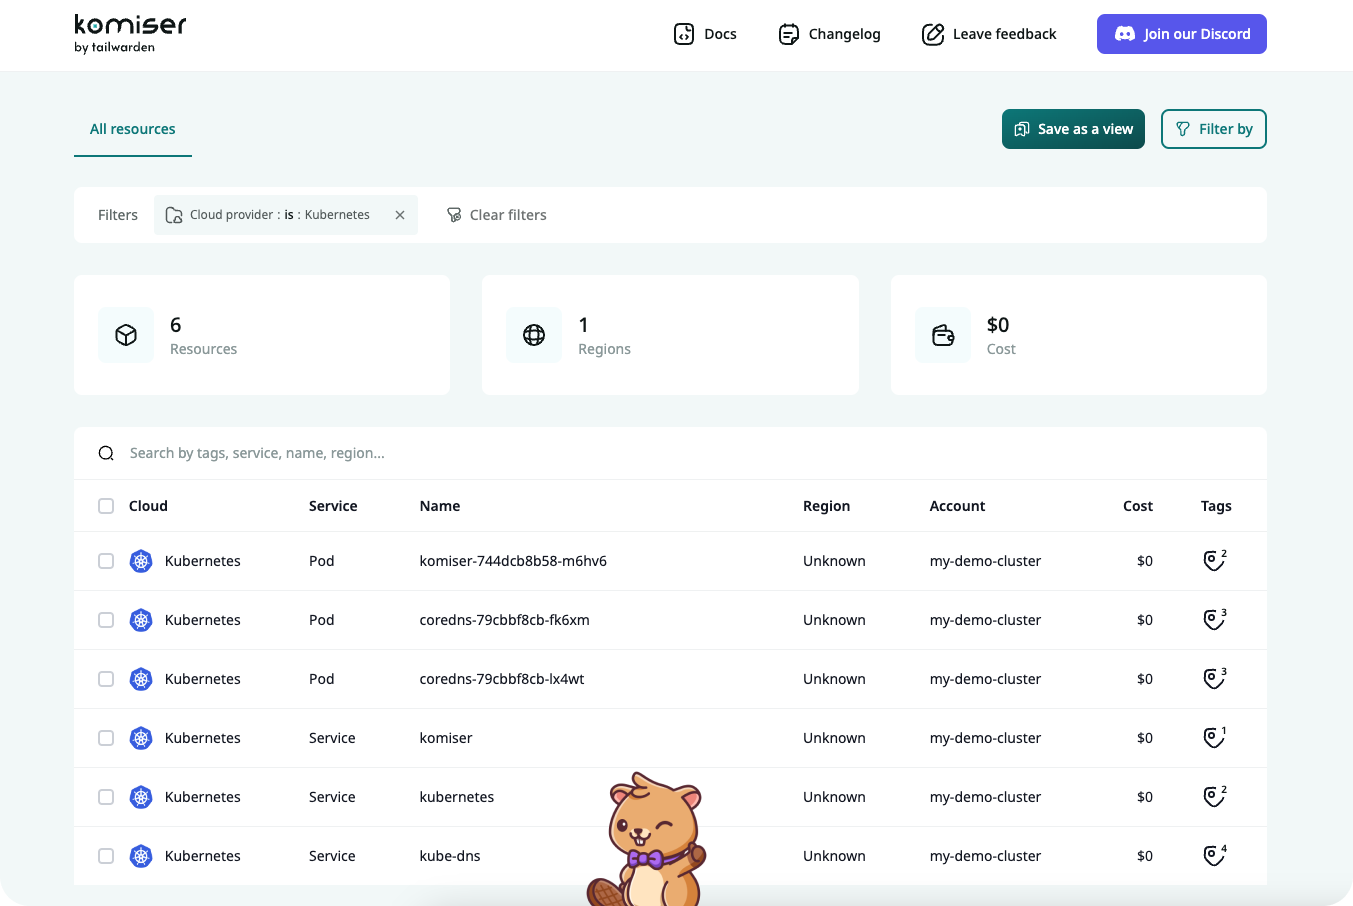 komiser
by tailwarden
Docs
Changelog
Leave feedback
Join our Discord
All resources
Save as a view
Filter by
Filters
Cloud provider : is : Kubernetes
Clear filters
6
Resources
1
Regions
$0
Cost
Search by tags, service, name, region...
Cloud Service Name Region Account Cost Tags
Kubernetes Pod komiser-744dcb8b58-m6hv6 Unknown my-demo-cluster $0 2
Kubernetes Pod coredns-79cbbf8cb-fk6xm Unknown my-demo-cluster $0 3
Kubernetes Pod coredns-79cbbf8cb-lx4wt Unknown my-demo-cluster $0 3
Kubernetes Service komiser Unknown my-demo-cluster $0 1
Kubernetes Service kubernetes Unknown my-demo-cluster $0 2
Kubernetes Service kube-dns Unknown my-demo-cluster $0 4